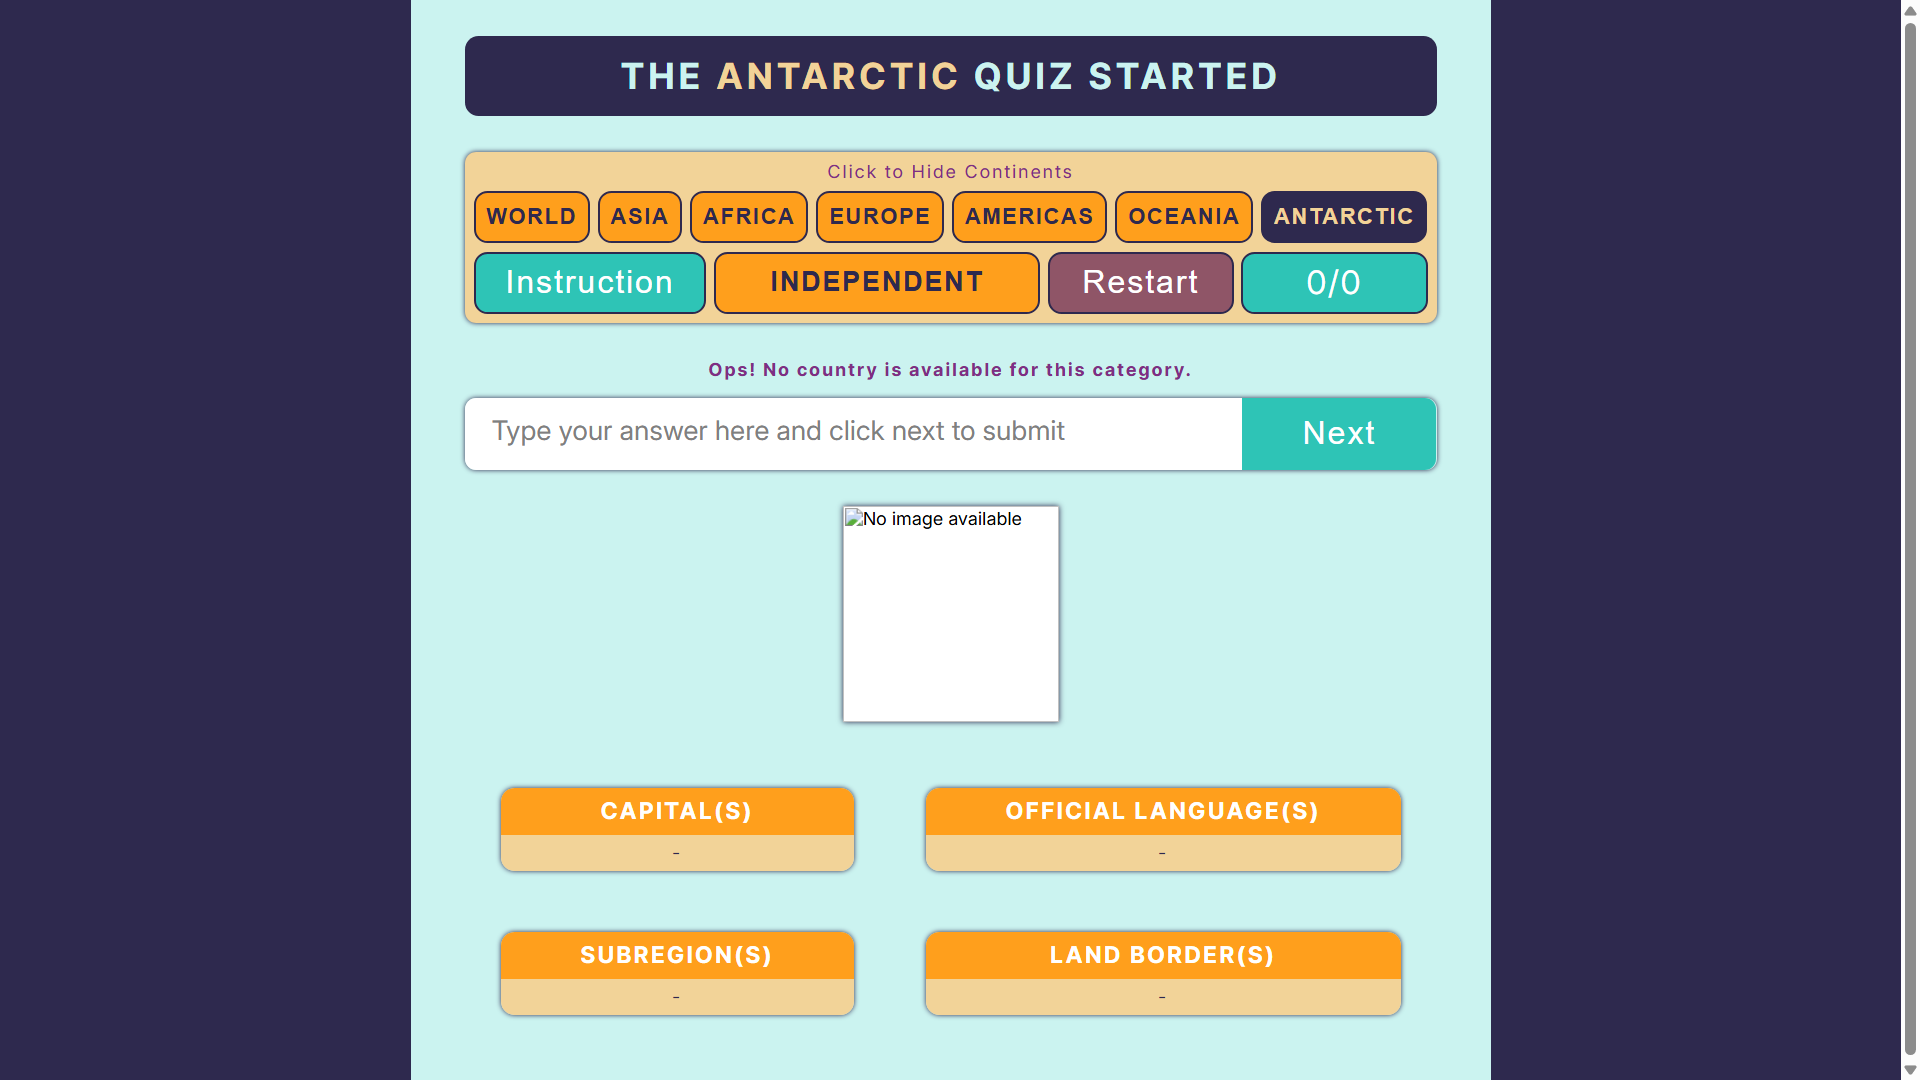 THE ANTARCTIC QUIZ STARTED
Click to Hide Continents
WORLD ASIA AFRICA EUROPE AMERICAS OCEANIA ANTARCTIC
Instruction INDEPENDENT Restart 0/0
Ops! No country is available for this category.
Type your answer here and click next to submit Next
No image available
CAPITAL(S) OFFICIAL LANGUAGE(S)
- -
SUBREGION(S) LAND BORDER(S)
- -